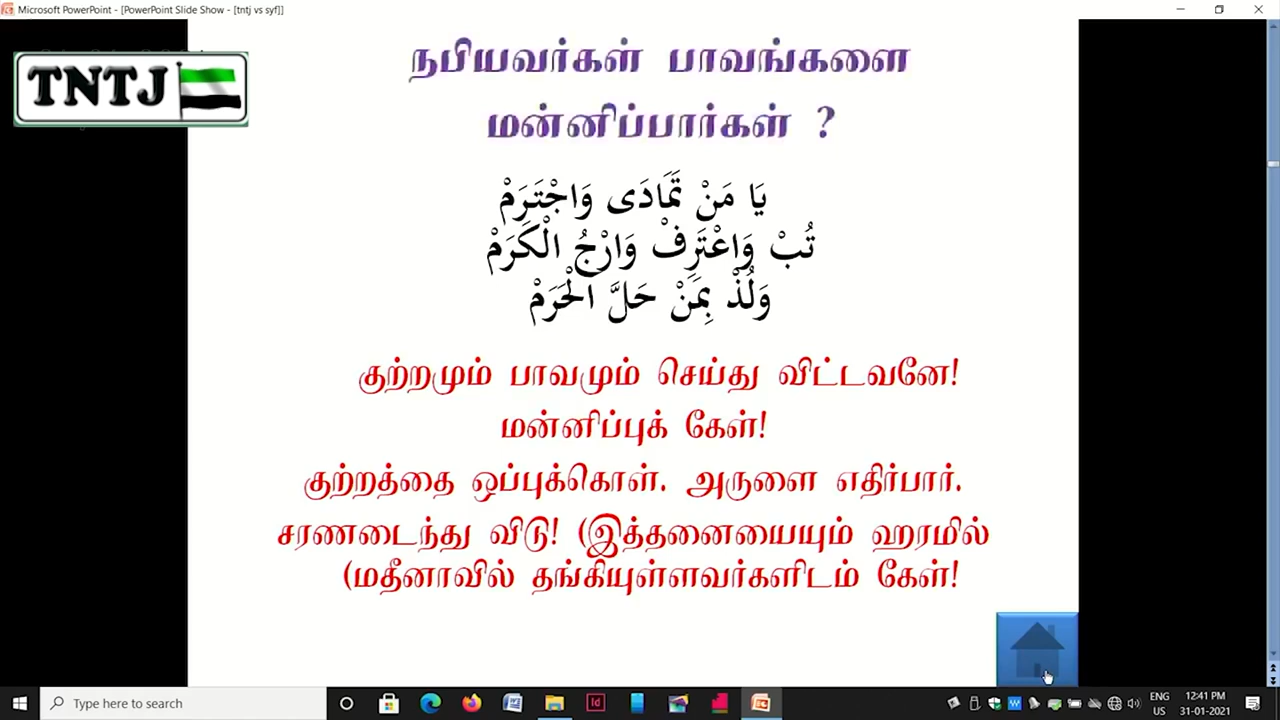 Microsoft PowerPoint - [PowerPoint Slide Show - [tntj vs syf]]
TNTJ
நபியவர்கள் பாவங்களை
மன்னிப்பார்கள் ?
يَا مَنْ تَمَادَى وَاجْتَرَمْ
تُبْ وَاعْتَرِفْ وَارْجُ الْكَرَمْ
وَلُذْ بِمَنْ حَلَّ الْحَرَمْ
குற்றமும் பாவமும் செய்து விட்டவனே!
மன்னிப்புக் கேள்!
குற்றத்தை ஒப்புக்கொள். அருளை எதிர்பார்.
சரணடைந்து விடு! (இத்தனையையும் ஹரமில்
(மதீனாவில் தங்கியுள்ளவர்களிடம் கேள்!
Type here to search
ENG
US
12:41 PM
31-01-2021